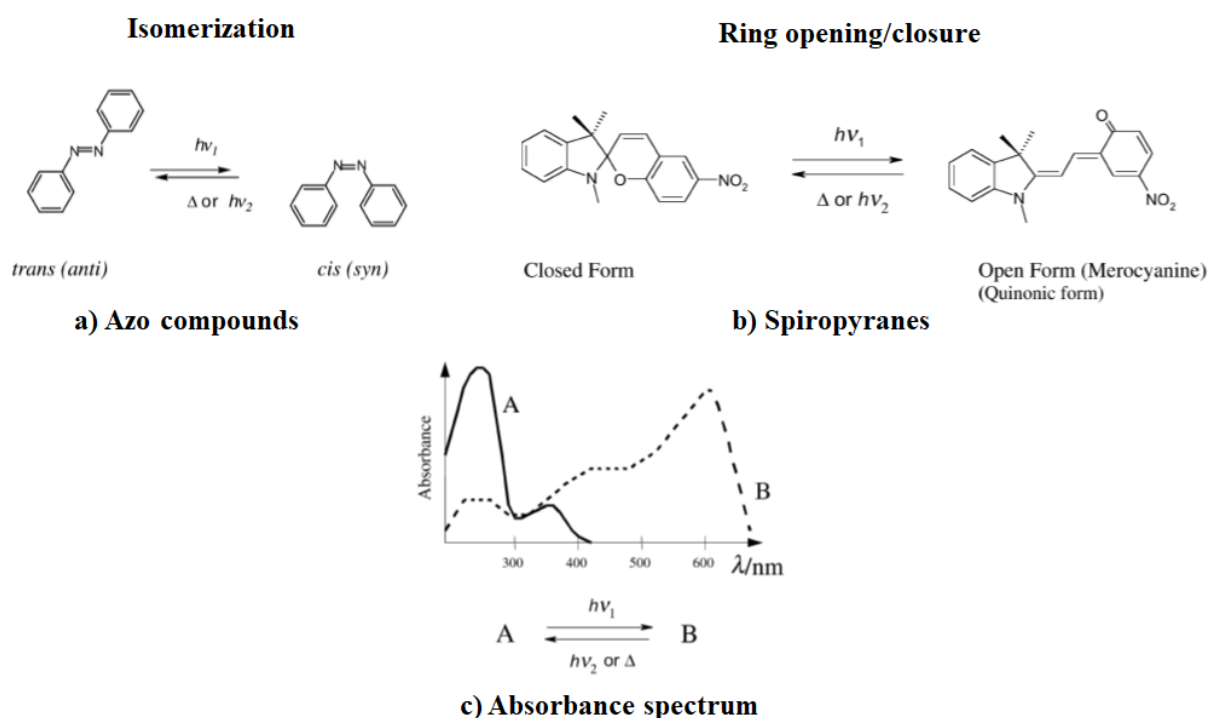 Isomerization
Ring opening/closure
N=N
hν₁
Δ or hν₂
N=N
trans (anti)
cis (syn)
N
O
NO₂
hν₁
Δ or hν₂
O
N
NO₂
Closed Form
Open Form (Merocyanine)
(Quinonic form)
a) Azo compounds
b) Spiropyranes
Absorbance
A
B
300
400
500
600
λ/nm
A
hν₁
hν₂ or Δ
B
c) Absorbance spectrum